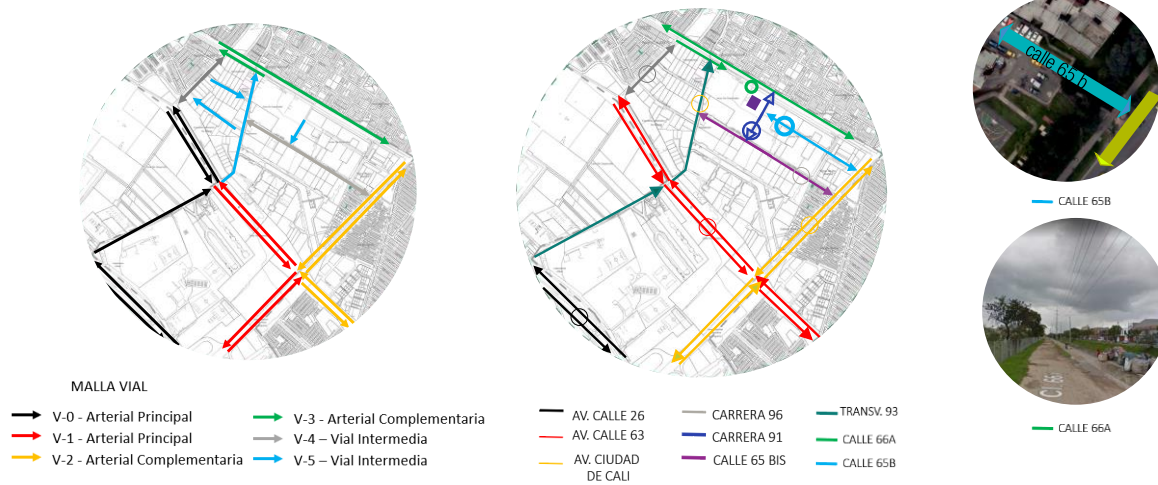 calle 65 b
CALLE 65B
Cl. 66
CALLE 66A
MALLA VIAL
V-0 - Arterial Principal
V-1 - Arterial Principal
V-2 - Arterial Complementaria
V-3 - Arterial Complementaria
V-4 – Vial Intermedia
V-5 – Vial Intermedia
AV. CALLE 26
AV. CALLE 63
AV. CIUDAD
DE CALI
CARRERA 96
CARRERA 91
CALLE 65 BIS
TRANSV. 93
CALLE 66A
CALLE 65B